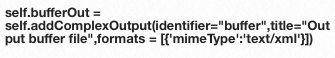 self.bufferOut =
self.addComplexOutput(identifier="buffer",title="Out
put buffer file",formats = [{'mimeType':'text/xml'}])